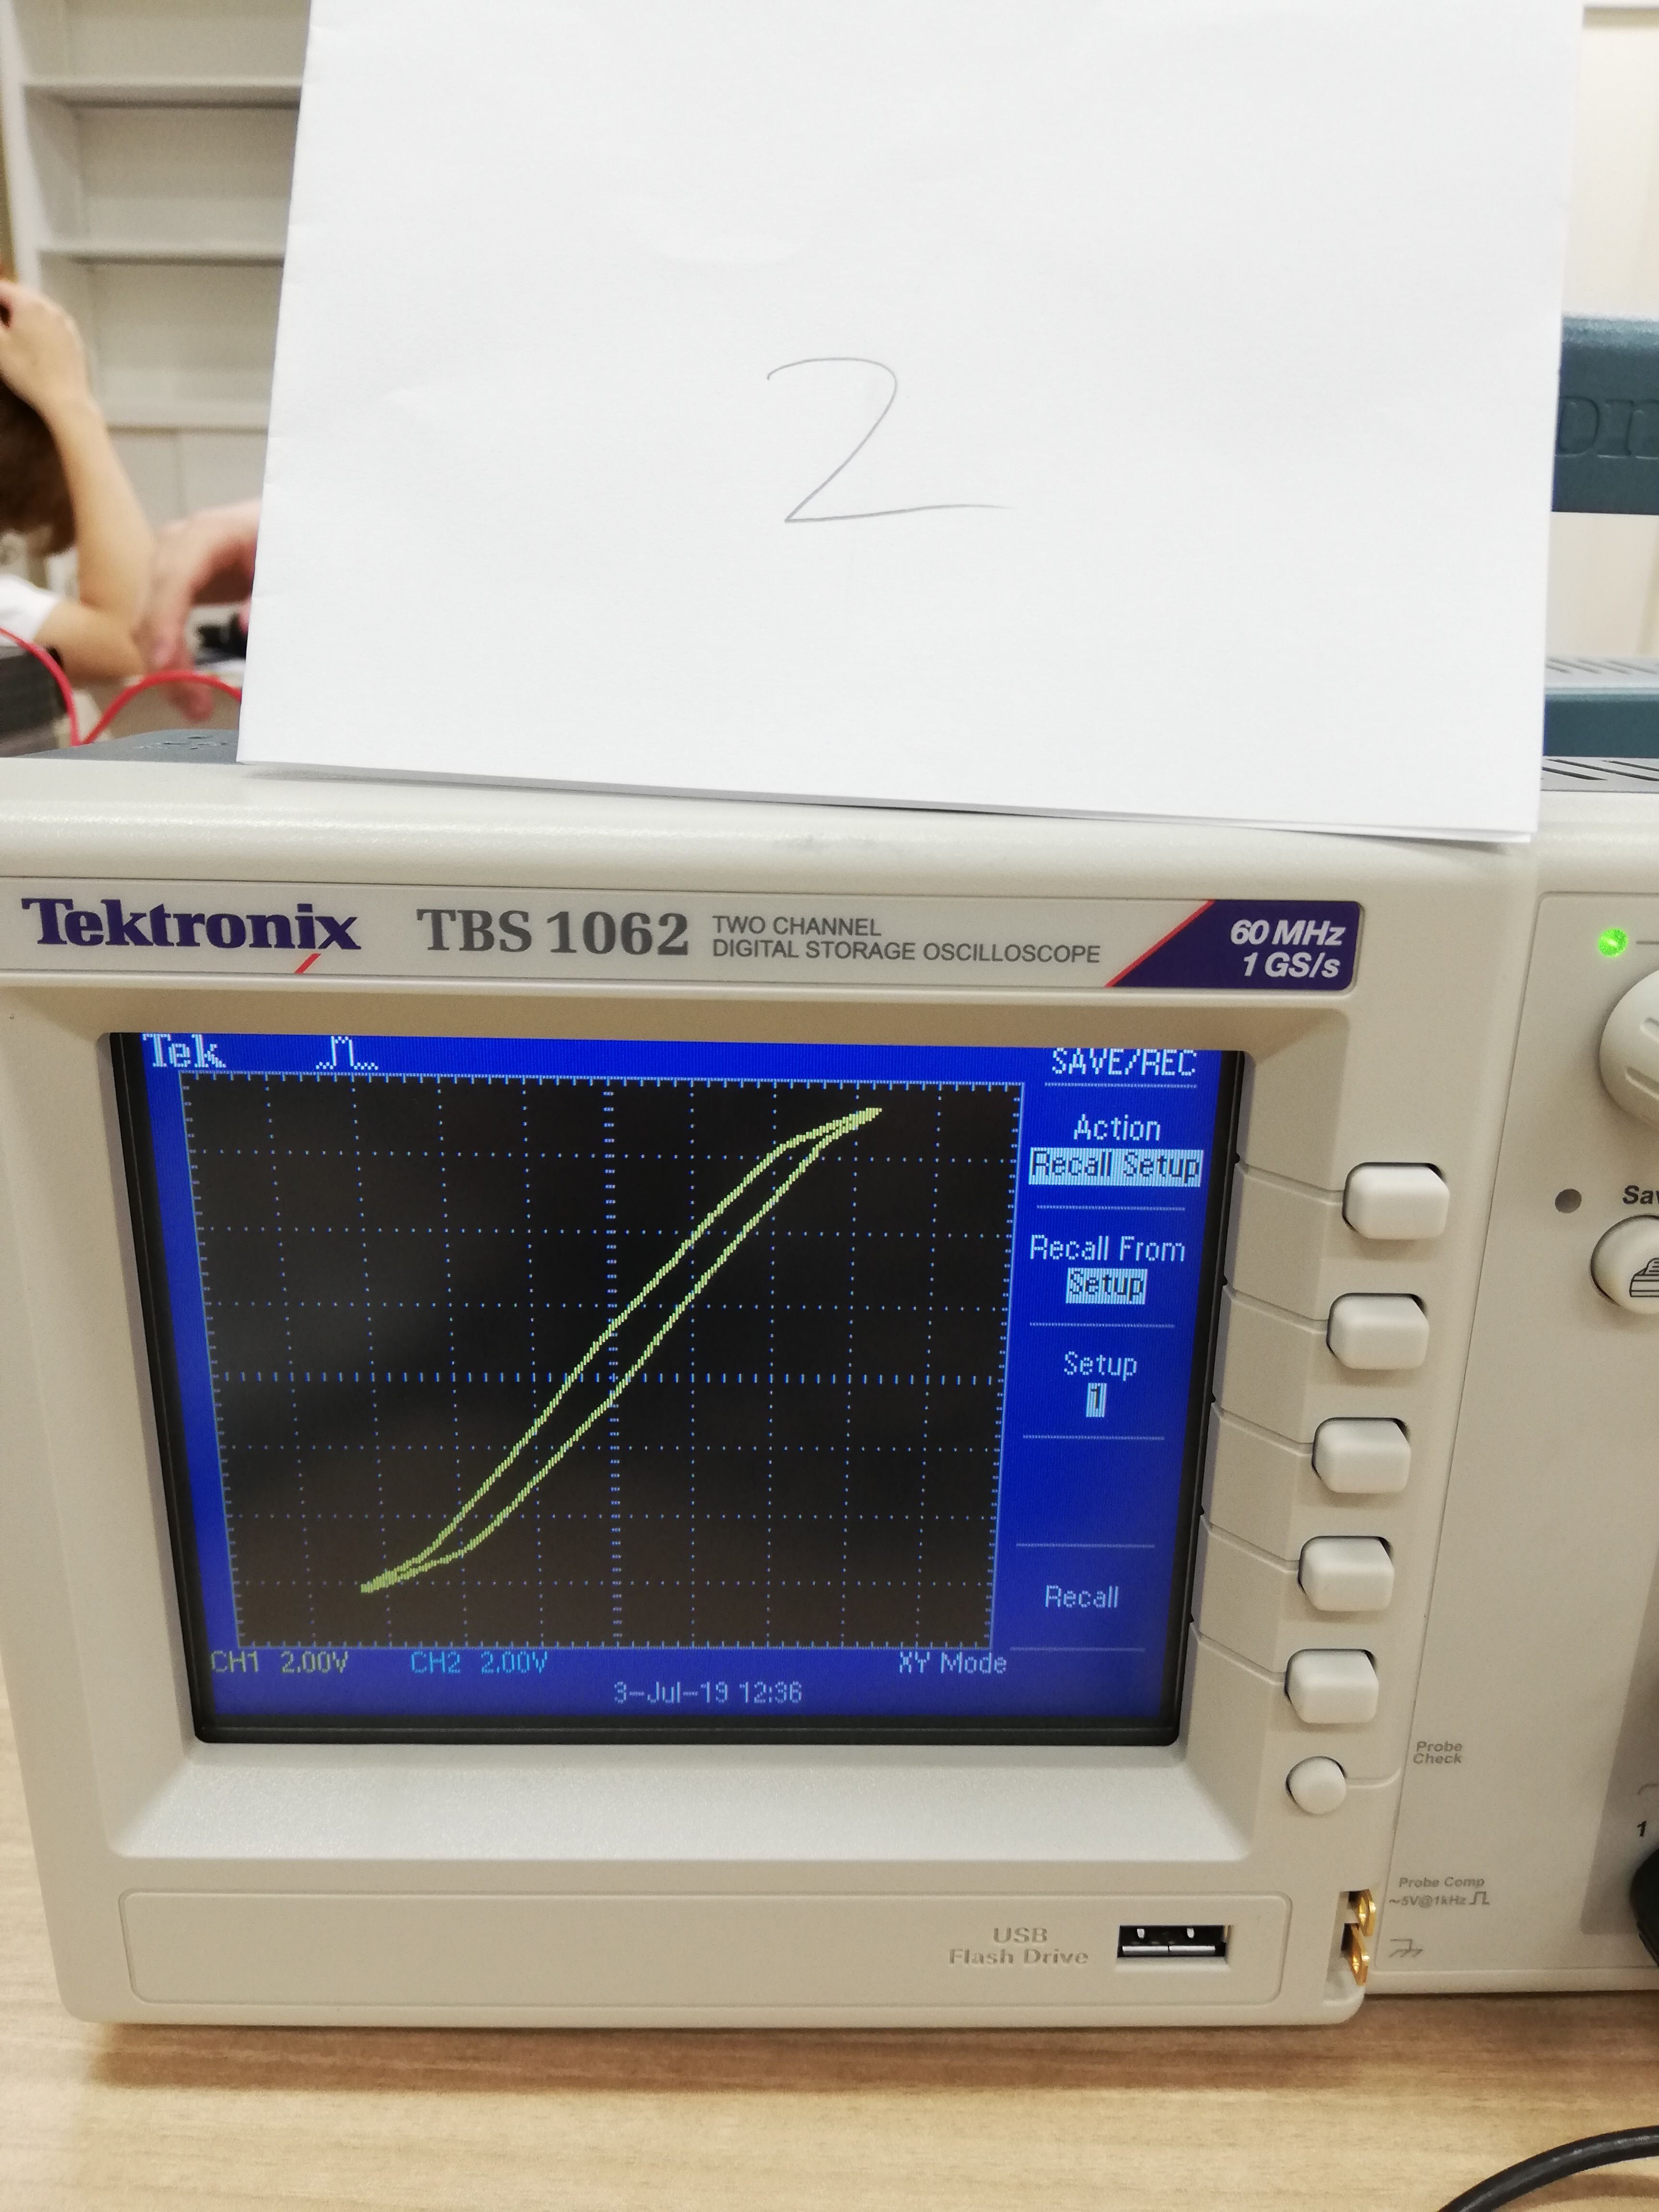 2
Tektronix TBS 1062 TWO CHANNEL
DIGITAL STORAGE OSCILLOSCOPE
60 MHz
1 GS/s
Tek
SAVE/REC
Action
Recall Setup
Recall From
Setup
Setup
1
Recall
CH1 2.00V CH2 2.00V XY Mode
3-Jul-19 12:36
Probe
Check
1
Probe Comp
~5V@1kHz
USB
Flash Drive